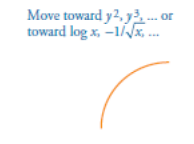 Move toward y², y³, ... or
toward log x, −1/√x, ...